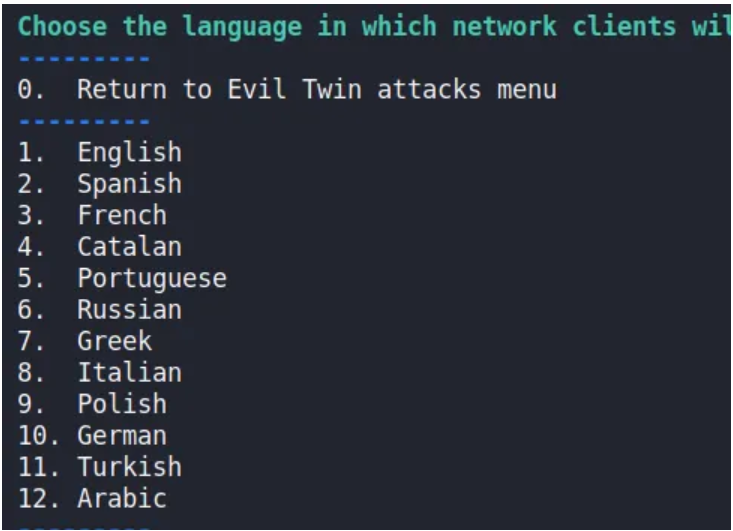 Choose the language in which network clients wil
---------
0.  Return to Evil Twin attacks menu
---------
1.  English
2.  Spanish
3.  French
4.  Catalan
5.  Portuguese
6.  Russian
7.  Greek
8.  Italian
9.  Polish
10. German
11. Turkish
12. Arabic
---------